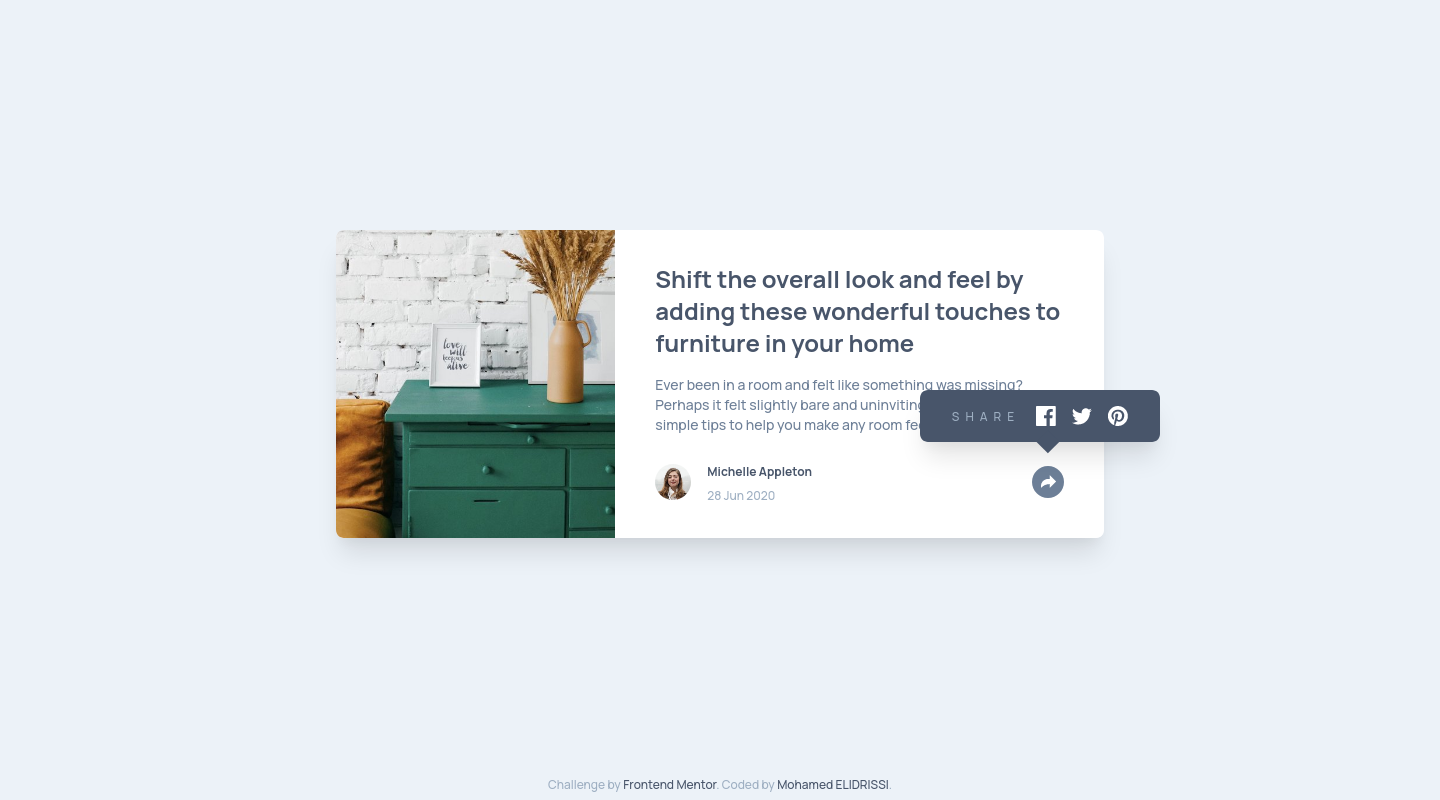 love
will
keep us
alive
Shift the overall look and feel by
adding these wonderful touches to
furniture in your home
Ever been in a room and felt like something was missing?
Perhaps it felt slightly bare and uninviting
simple tips to help you make any room
SHARE
Michelle Appleton
28 Jun 2020
Challenge by Frontend Mentor. Coded by Mohamed ELIDRISSI.